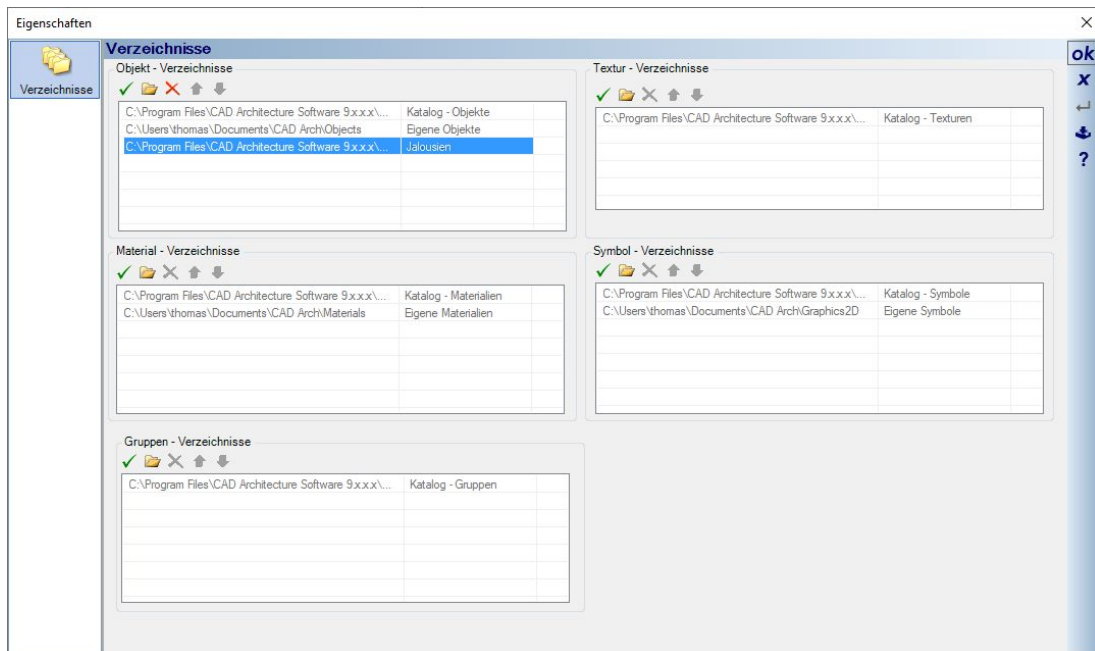 Eigenschaften
Verzeichnisse
Verzeichnisse
ok
x
?
Objekt - Verzeichnisse
C:\Program Files\CAD Architecture Software 9.x.x.x\... Katalog - Objekte
C:\Users\thomas\Documents\CAD Arch\Objects Eigene Objekte
C:\Program Files\CAD Architecture Software 9.x.x.x\... Jalousien
Textur - Verzeichnisse
C:\Program Files\CAD Architecture Software 9.x.x.x\... Katalog - Texturen
Material - Verzeichnisse
C:\Program Files\CAD Architecture Software 9.x.x.x\... Katalog - Materialien
C:\Users\thomas\Documents\CAD Arch\Materials Eigene Materialien
Symbol - Verzeichnisse
C:\Program Files\CAD Architecture Software 9.x.x.x\... Katalog - Symbole
C:\Users\thomas\Documents\CAD Arch\Graphics2D Eigene Symbole
Gruppen - Verzeichnisse
C:\Program Files\CAD Architecture Software 9.x.x.x\... Katalog - Gruppen